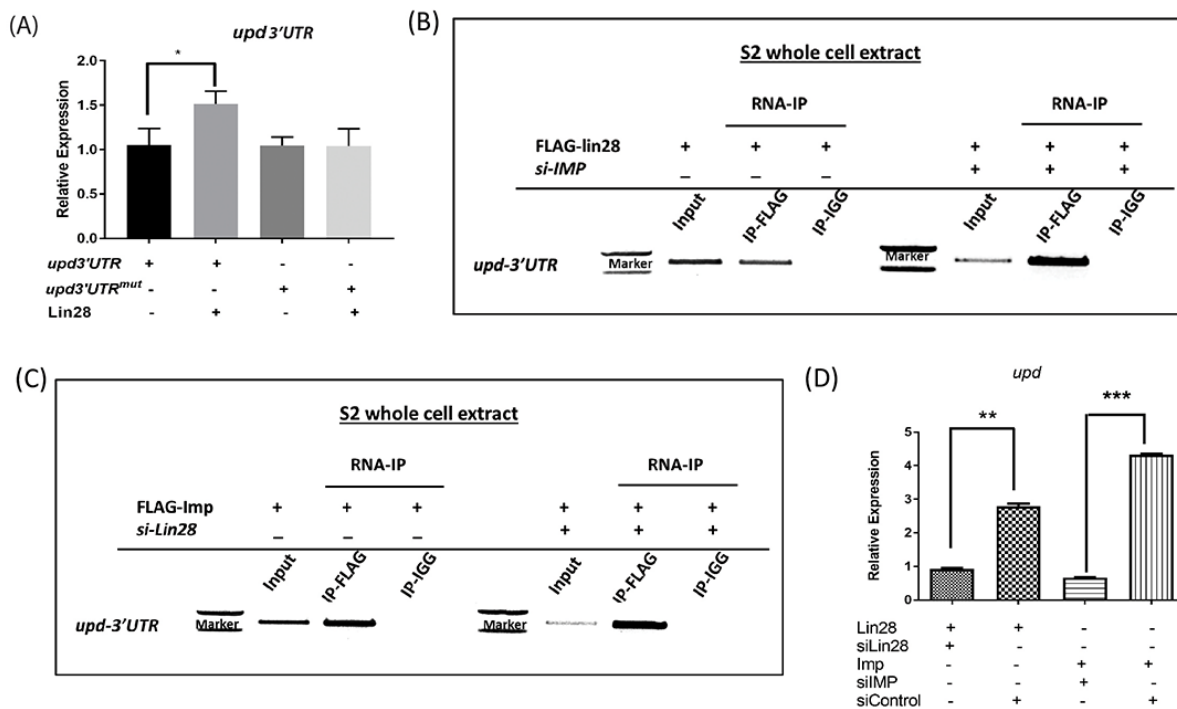 (A)
upd 3'UTR
*
2.0
1.5
1.0
0.5
0.0
Relative Expression
upd3'UTR + + - -
upd3'UTRmut - - + +
Lin28 - + - +
(B)
S2 whole cell extract
RNA-IP RNA-IP
FLAG-lin28 + + + + + +
si-IMP – – – + + +
Input IP-FLAG IP-IGG Input IP-FLAG IP-IGG
upd-3'UTR Marker Marker
(C)
S2 whole cell extract
RNA-IP RNA-IP
FLAG-Imp + + + + + +
si-Lin28 – – – + + +
Input IP-FLAG IP-IGG Input IP-FLAG IP-IGG
upd-3'UTR Marker Marker
(D)
upd
** ***
5
4
3
2
1
0
Relative Expression
Lin28 + + - -
siLin28 + - - -
Imp - - + +
siIMP - - + -
siControl - + - +